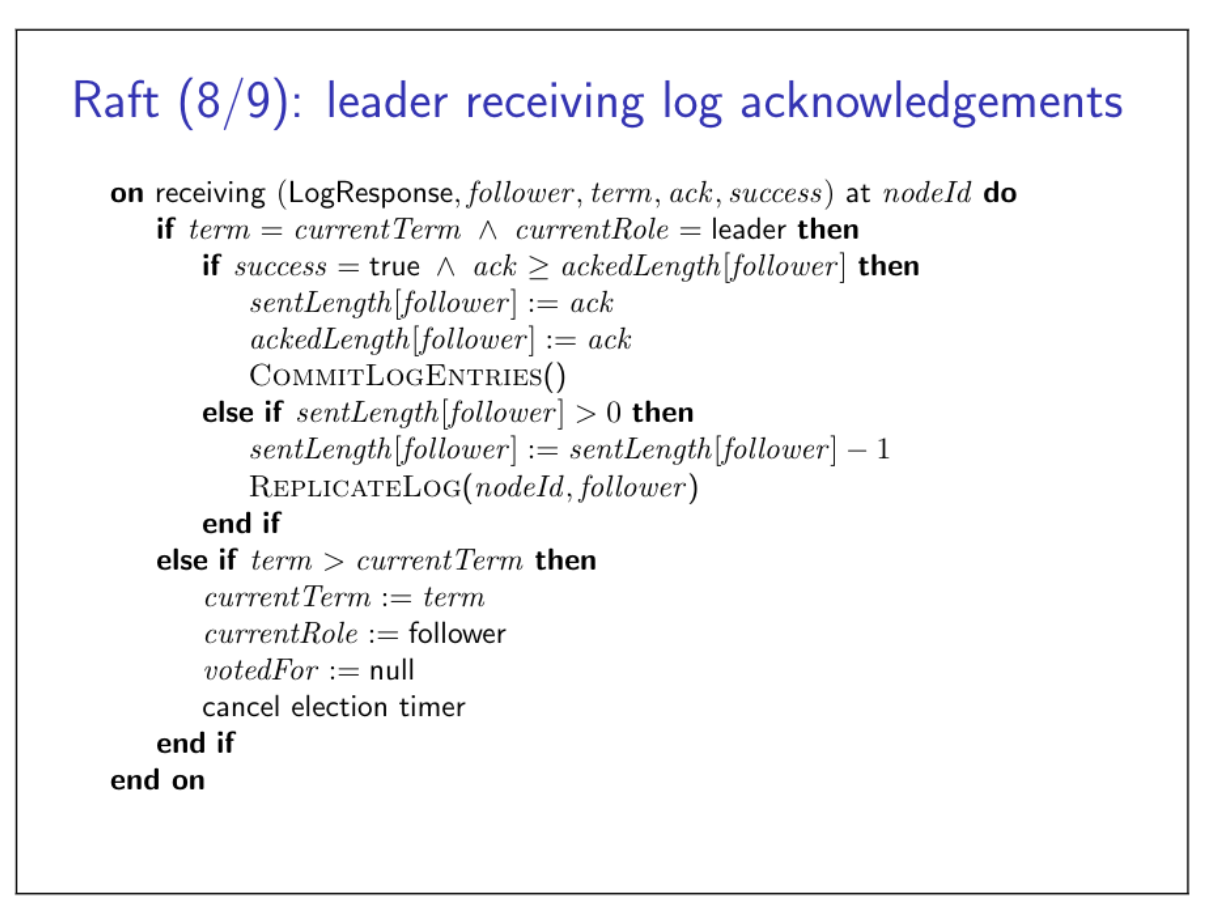 Raft (8/9): leader receiving log acknowledgements
on receiving (LogResponse, follower, term, ack, success) at nodeId do
if term = currentTerm ∧ currentRole = leader then
if success = true ∧ ack ≥ ackedLength[follower] then
sentLength[follower] := ack
ackedLength[follower] := ack
CommitLogEntries()
else if sentLength[follower] > 0 then
sentLength[follower] := sentLength[follower] − 1
ReplicateLog(nodeId, follower)
end if
else if term > currentTerm then
currentTerm := term
currentRole := follower
votedFor := null
cancel election timer
end if
end on